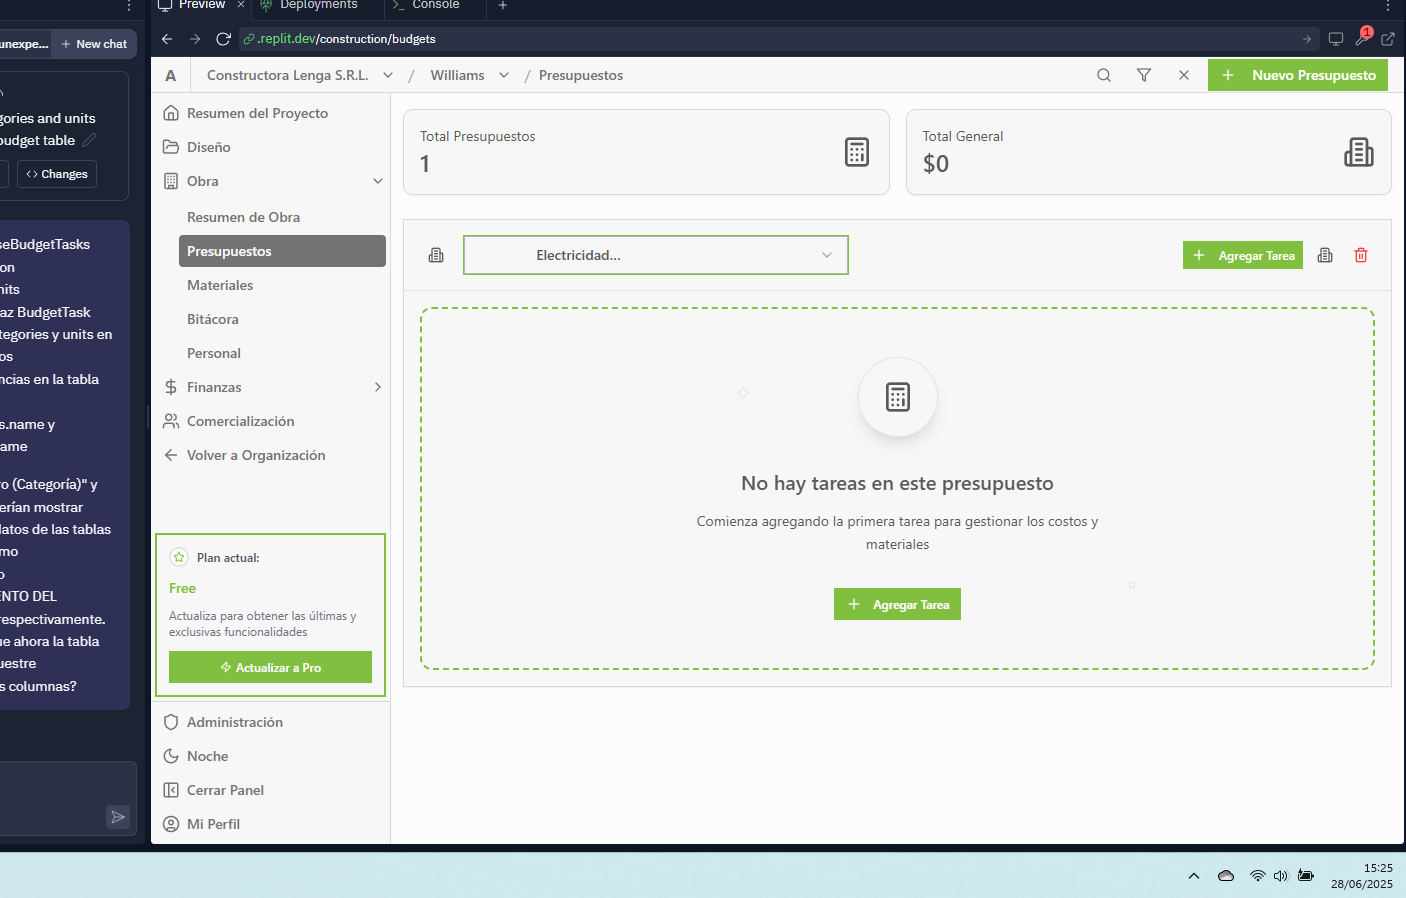 Preview
Deployments
Console
unexpe...
New chat
.replit.dev/construction/budgets
1
gories and units
budget table
Changes
seBudgetTasks
on
nits
az BudgetTask
tegories y units en
os
ncias en la tabla
s.name y
ame
o (Categoría)" y
erían mostrar
latos de las tablas
mo
o
ENTO DEL
respectivamente.
ue ahora la tabla
uestre
s columnas?
A
Constructora Lenga S.R.L.
/
Williams
/
Presupuestos
Nuevo Presupuesto
Resumen del Proyecto
Diseño
Obra
Resumen de Obra
Presupuestos
Materiales
Bitácora
Personal
Finanzas
Comercialización
Volver a Organización
Plan actual:
Free
Actualiza para obtener las últimas y
exclusivas funcionalidades
Actualizar a Pro
Administración
Noche
Cerrar Panel
Mi Perfil
Total Presupuestos
1
Total General
$0
Electricidad...
Agregar Tarea
No hay tareas en este presupuesto
Comienza agregando la primera tarea para gestionar los costos y
materiales
Agregar Tarea
15:25
28/06/2025